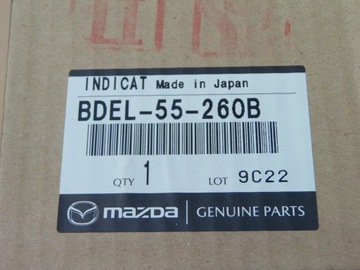 INDICAT Made in Japan
BDEL-55-260B
QTY 1 LOT 9C22
mazda GENUINE PARTS